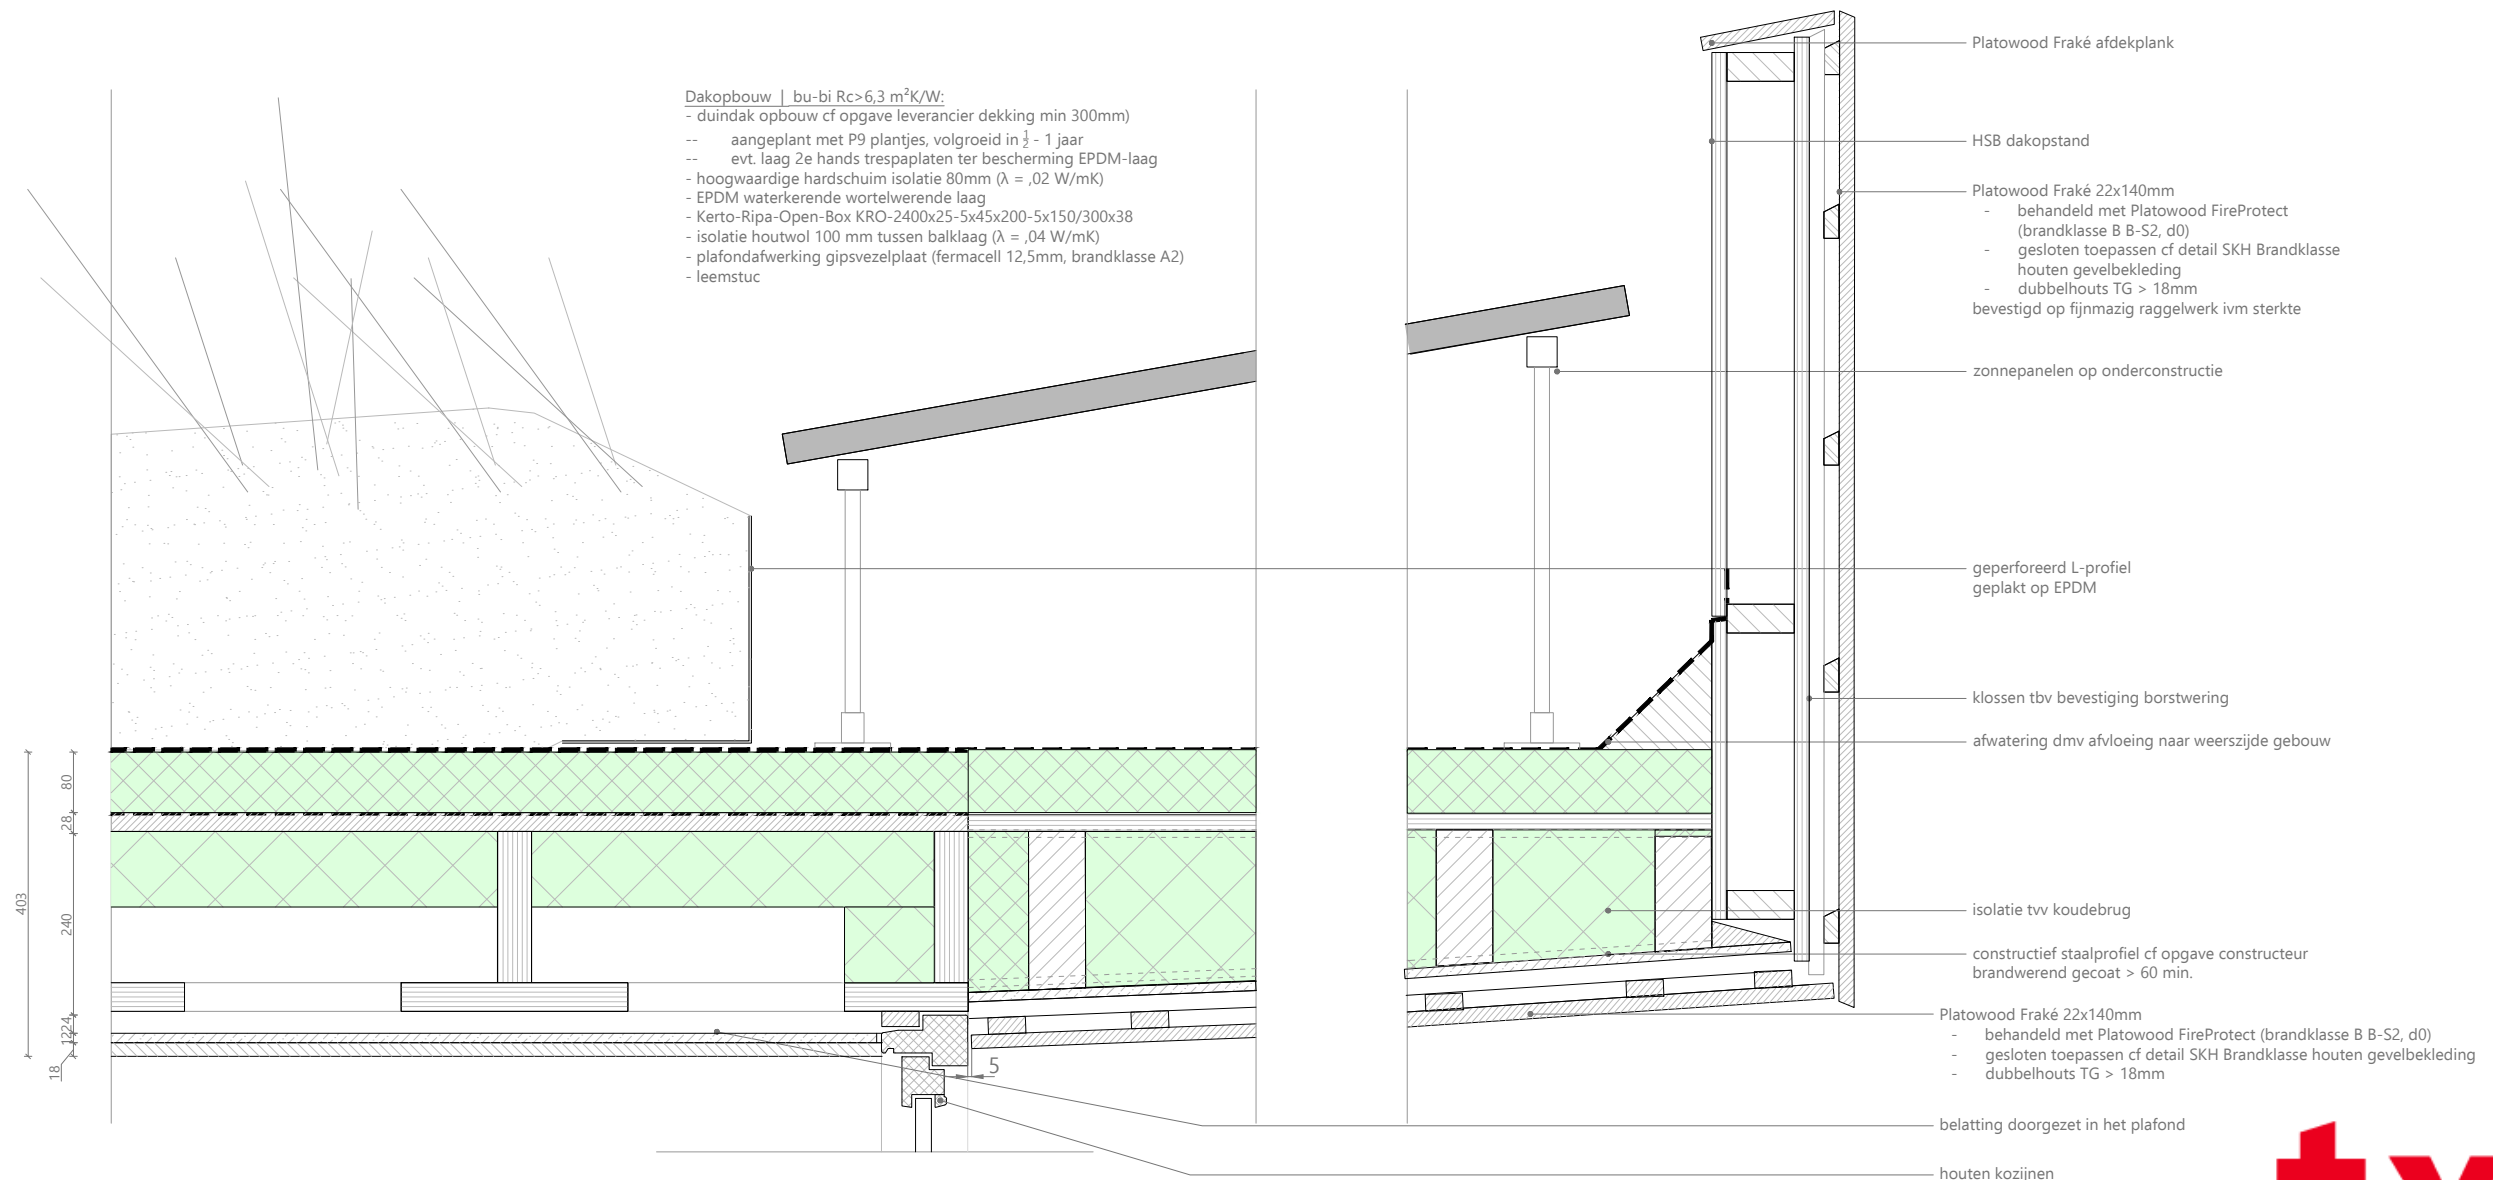 Dakopbouw | bu-bi Rc>6,3 m²K/W:
- duindak opbouw cf opgave leverancier dekking min 300mm)
-- aangeplant met P9 plantjes, volgroeid in ½ - 1 jaar
-- evt. laag 2e hands trespaplaten ter bescherming EPDM-laag
- hoogwaardige hardschuim isolatie 80mm (λ = ,02 W/mK)
- EPDM waterkerende wortelwerende laag
- Kerto-Ripa-Open-Box KRO-2400x25-5x45x200-5x150/300x38
- isolatie houtwol 100 mm tussen balklaag (λ = ,04 W/mK)
- plafondafwerking gipsvezelplaat (fermacell 12,5mm, brandklasse A2)
- leemstuc
Platowood Fraké afdekplank
HSB dakopstand
Platowood Fraké 22x140mm
- behandeld met Platowood FireProtect
(brandklasse B B-S2, d0)
- gesloten toepassen cf detail SKH Brandklasse
houten gevelbekleding
- dubbelhouts TG > 18mm
bevestigd op fijnmazig raggelwerk ivm sterkte
zonnepanelen op onderconstructie
geperforeerd L-profiel
geplakt op EPDM
klossen tbv bevestiging borstwering
afwatering dmv afvloeing naar weerszijde gebouw
isolatie tvv koudebrug
constructief staalprofiel cf opgave constructeur
brandwerend gecoat > 60 min.
Platowood Fraké 22x140mm
- behandeld met Platowood FireProtect (brandklasse B B-S2, d0)
- gesloten toepassen cf detail SKH Brandklasse houten gevelbekleding
- dubbelhouts TG > 18mm
belatting doorgezet in het plafond
houten kozijnen
403
80
28
240
24
12
18
5